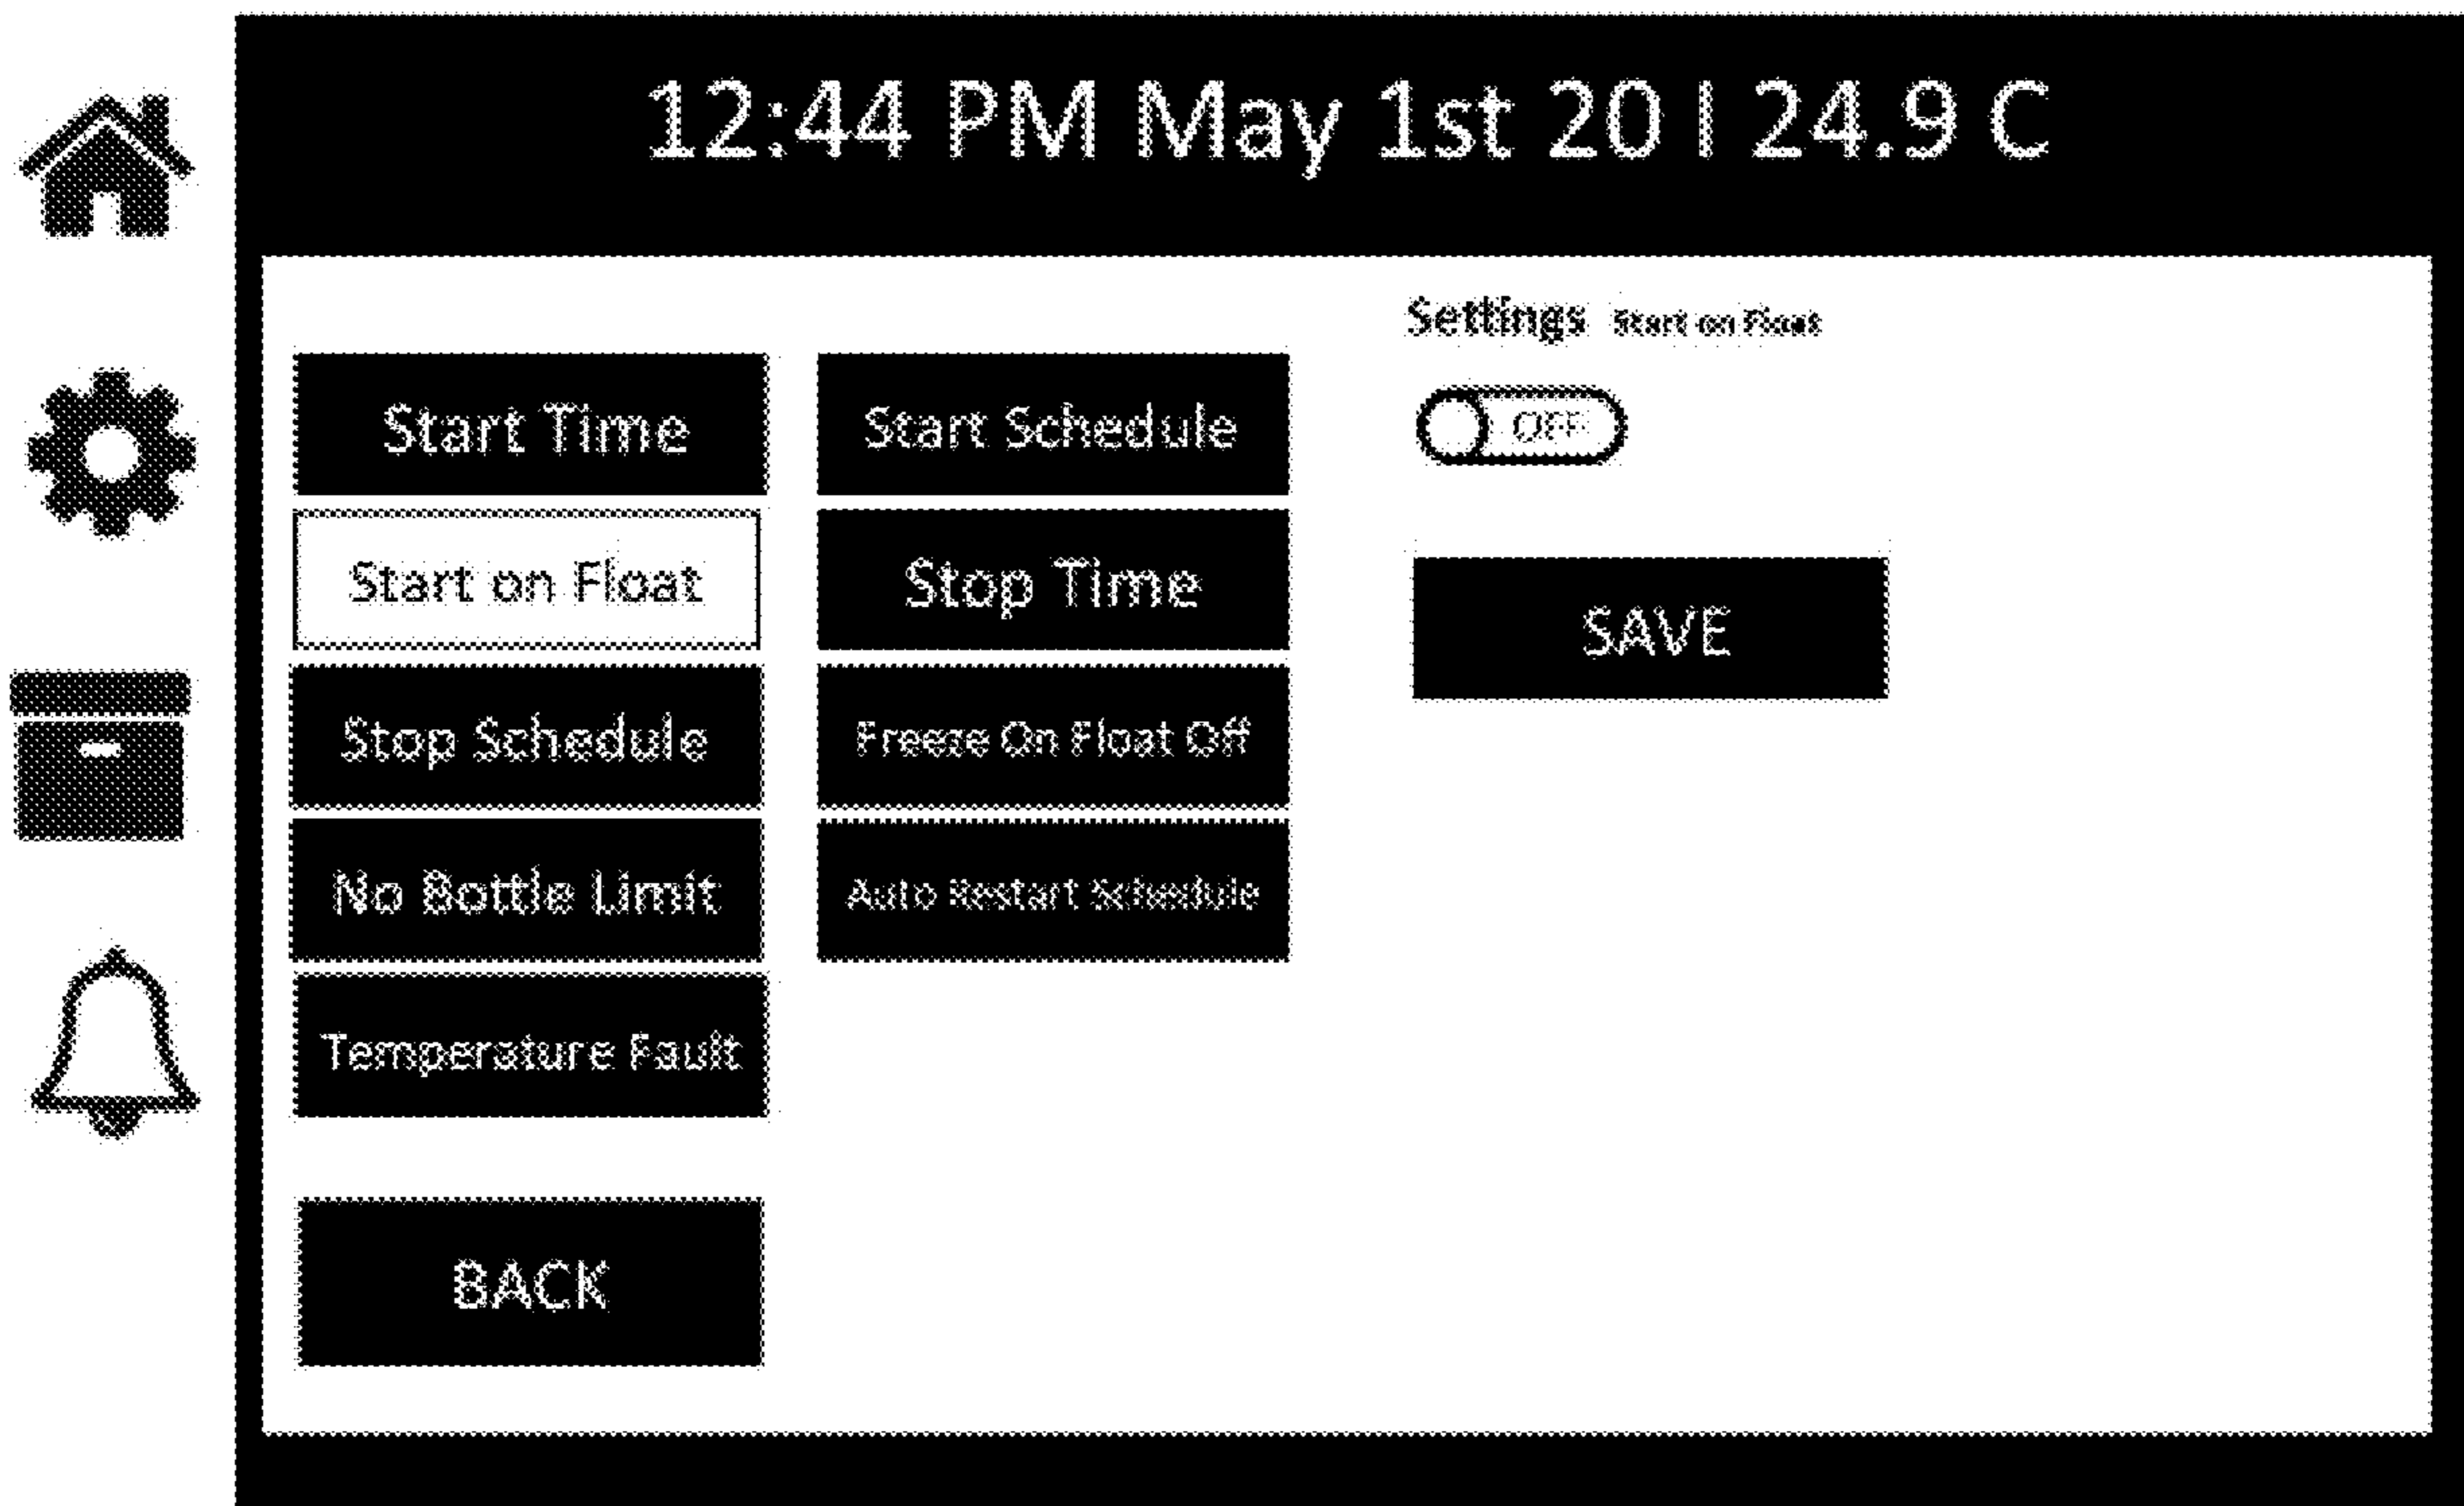 12:44 PM May 1st 20 I 24.9 C
Settings Start on Float
Start Time
Start Schedule
OFF
Start on Float
Stop Time
SAVE
Stop Schedule
Freeze On Float Off
No Bottle Limit
Auto Restart Schedule
Temperature Fault
BACK